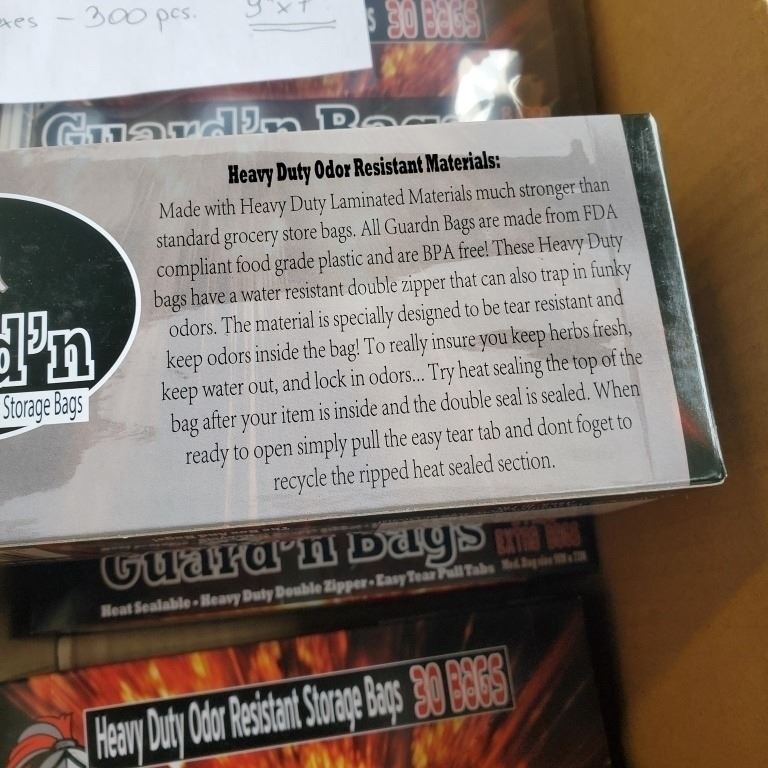 300 pcs.
30 BAGS
Guard'n Bags
Heavy Duty Odor Resistant Materials:
Made with Heavy Duty Laminated Materials much stronger than
standard grocery store bags. All Guardn Bags are made from FDA
compliant food grade plastic and are BPA free! These Heavy Duty
bags have a water resistant double zipper that can also trap in funky
odors. The material is specially designed to be tear resistant and
keep odors inside the bag! To really insure you keep herbs fresh,
keep water out, and lock in odors... Try heat sealing the top of the
bag after your item is inside and the double seal is sealed. When
ready to open simply pull the easy tear tab and dont foget to
recycle the ripped heat sealed section.
d'n
Storage Bags
Guard'n Bags
Heat Sealable • Heavy Duty Double Zipper • Easy Tear Pull Tabs
Heavy Duty Odor Resistant Storage Bags 30 BAGS